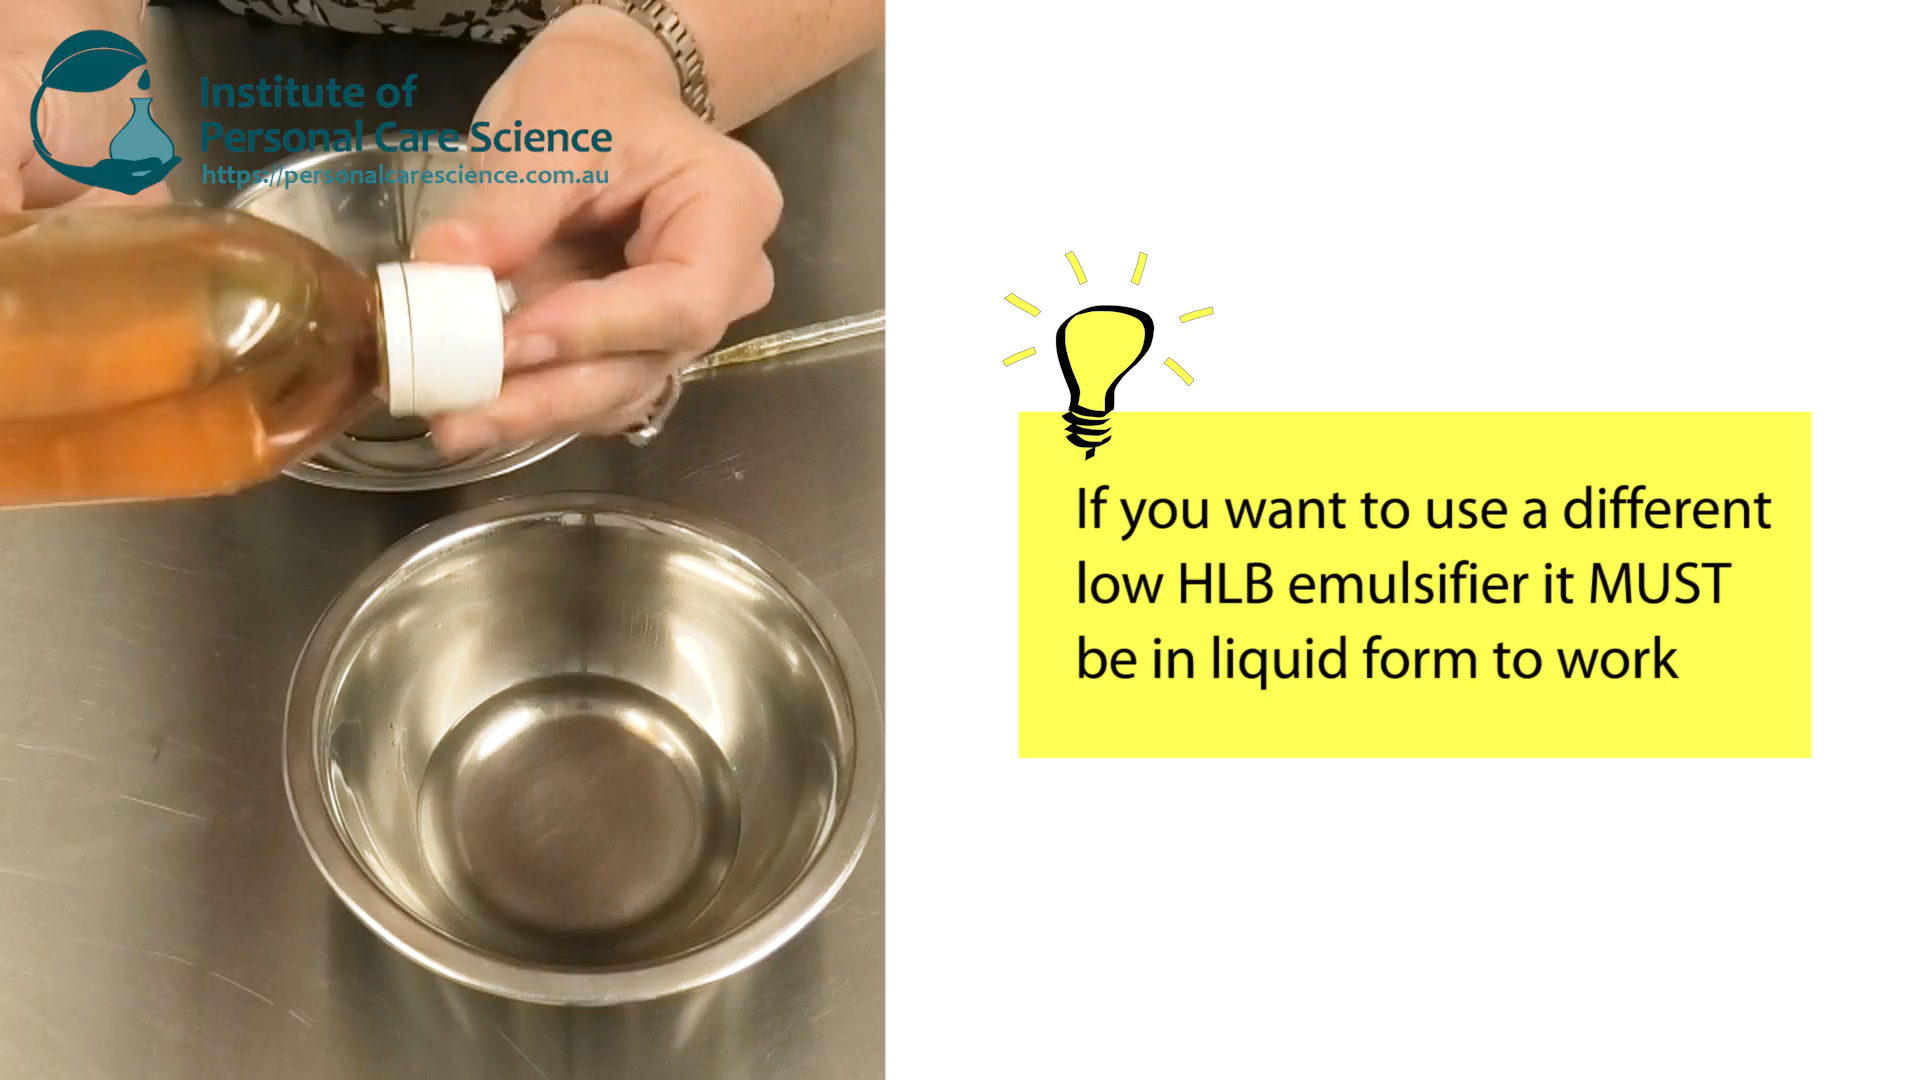 Institute of
Personal Care Science
https://personalcarescience.com.au
If you want to use a different
low HLB emulsifier it MUST
be in liquid form to work